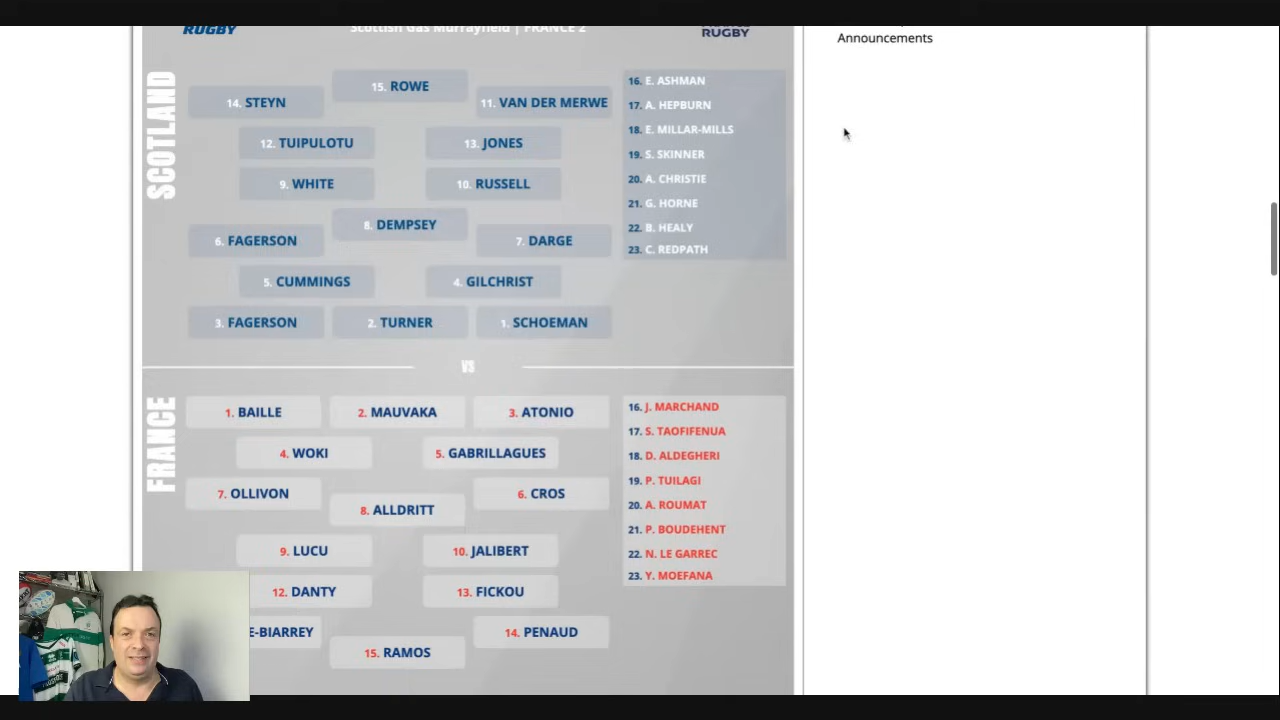 RUGBY
Scottish Gas Murrayfield | FRANCE 2
RUGBY
Announcements
SCOTLAND
15. ROWE
14. STEYN
11. VAN DER MERWE
12. TUIPULOTU
13. JONES
9. WHITE
10. RUSSELL
8. DEMPSEY
6. FAGERSON
7. DARGE
5. CUMMINGS
4. GILCHRIST
3. FAGERSON
2. TURNER
1. SCHOEMAN
16. E. ASHMAN
17. A. HEPBURN
18. E. MILLAR-MILLS
19. S. SKINNER
20. A. CHRISTIE
21. G. HORNE
22. B. HEALY
23. C. REDPATH
VS
FRANCE
1. BAILLE
2. MAUVAKA
3. ATONIO
4. WOKI
5. GABRILLAGUES
7. OLLIVON
6. CROS
8. ALLDRITT
9. LUCU
10. JALIBERT
12. DANTY
13. FICKOU
E-BIARREY
14. PENAUD
15. RAMOS
16. J. MARCHAND
17. S. TAOFIFENUA
18. D. ALDEGHERI
19. P. TUILAGI
20. A. ROUMAT
21. P. BOUDEHENT
22. N. LE GARREC
23. Y. MOEFANA